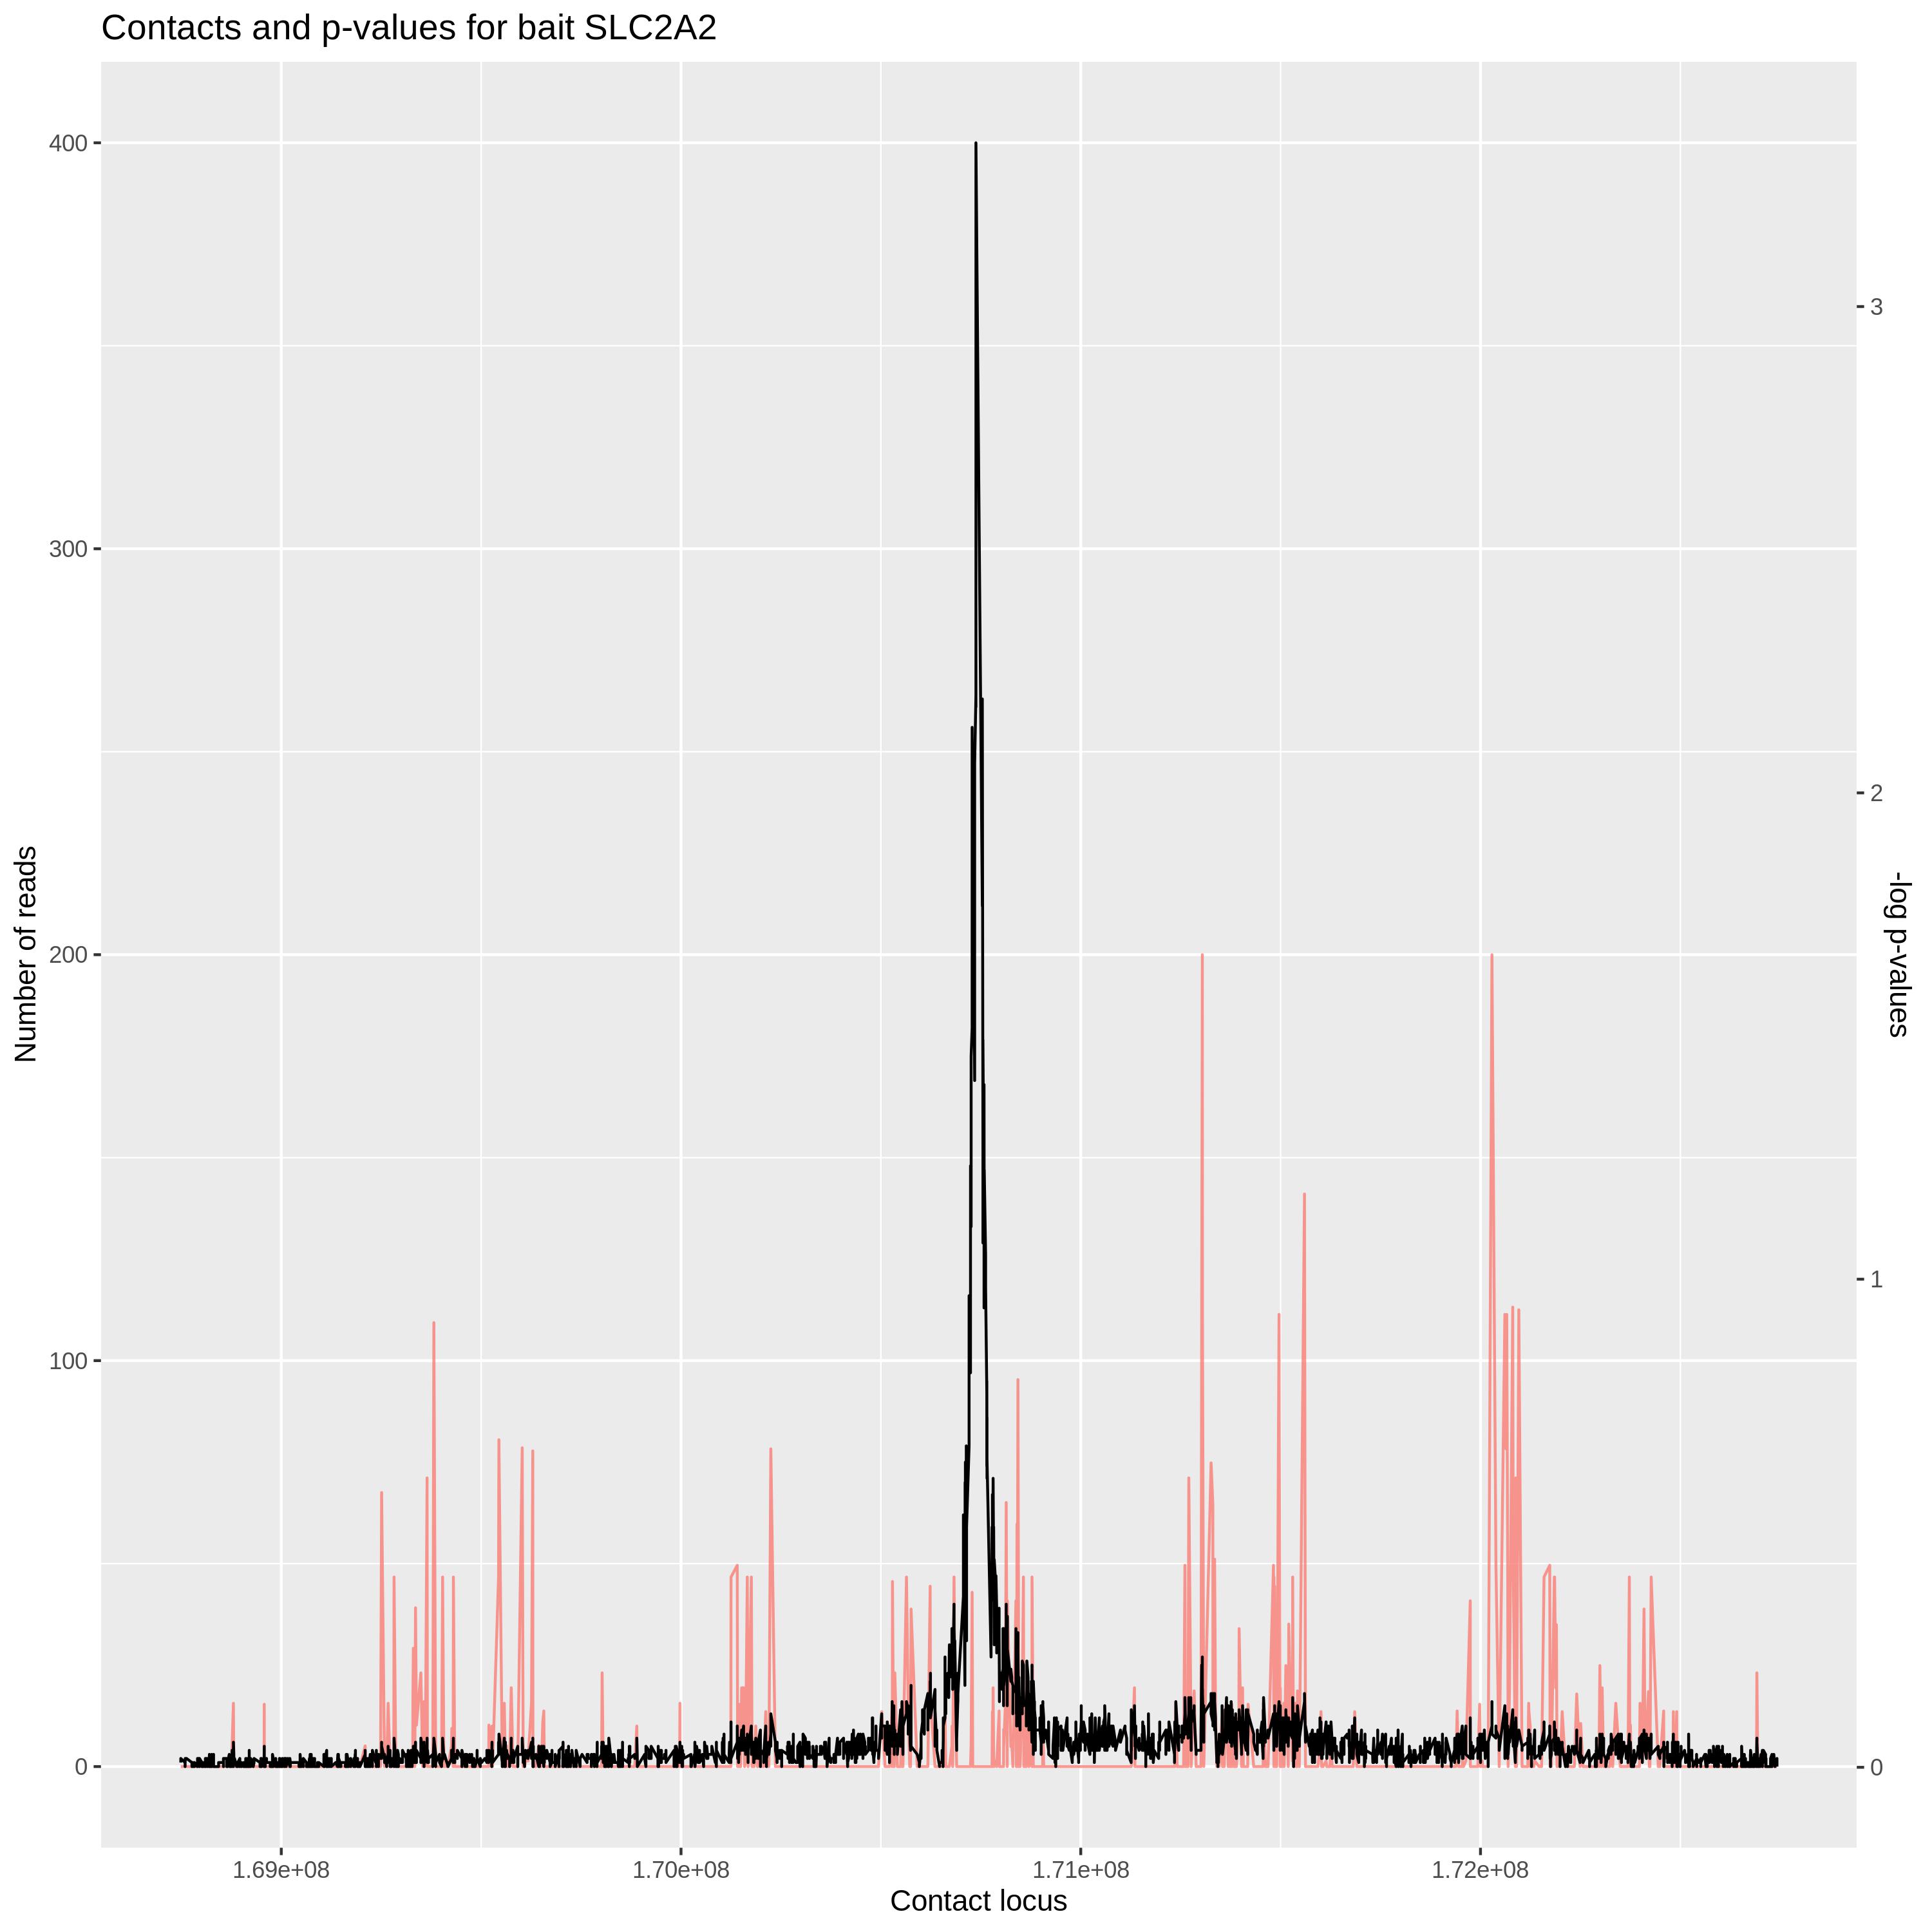 Contacts and p-values for bait SLC2A2
400
300
200
100
0
Number of reads
3
2
1
0
-log p-values
1.69e+08
1.70e+08
1.71e+08
1.72e+08
Contact locus